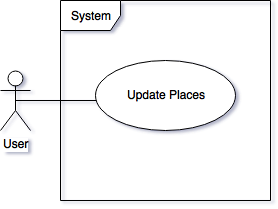 System
Update Places
User